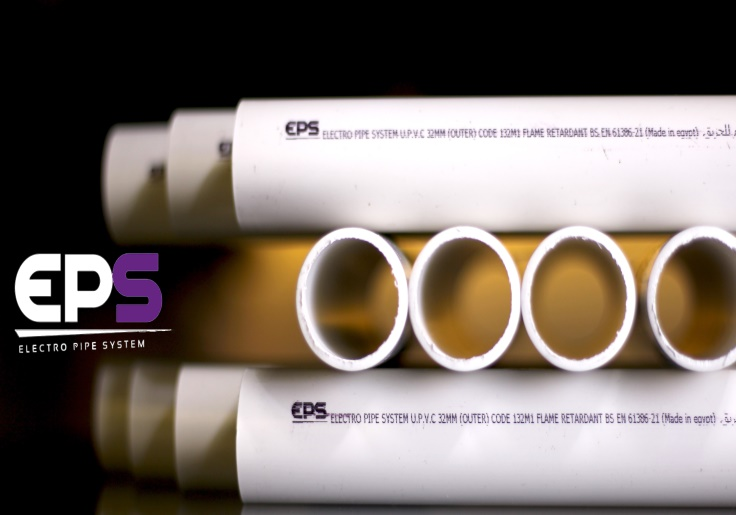 EPS ELECTRO PIPE SYSTEM U.P.V.C 32MM (OUTER) CODE 132M1 FLAME RETARDANT BS EN 61386-21 (Made in egypt)
EPS
ELECTRO PIPE SYSTEM
EPS ELECTRO PIPE SYSTEM U.P.V.C 32MM (OUTER) CODE 132M1 FLAME RETARDANT BS EN 61386-21 (Made in egypt)